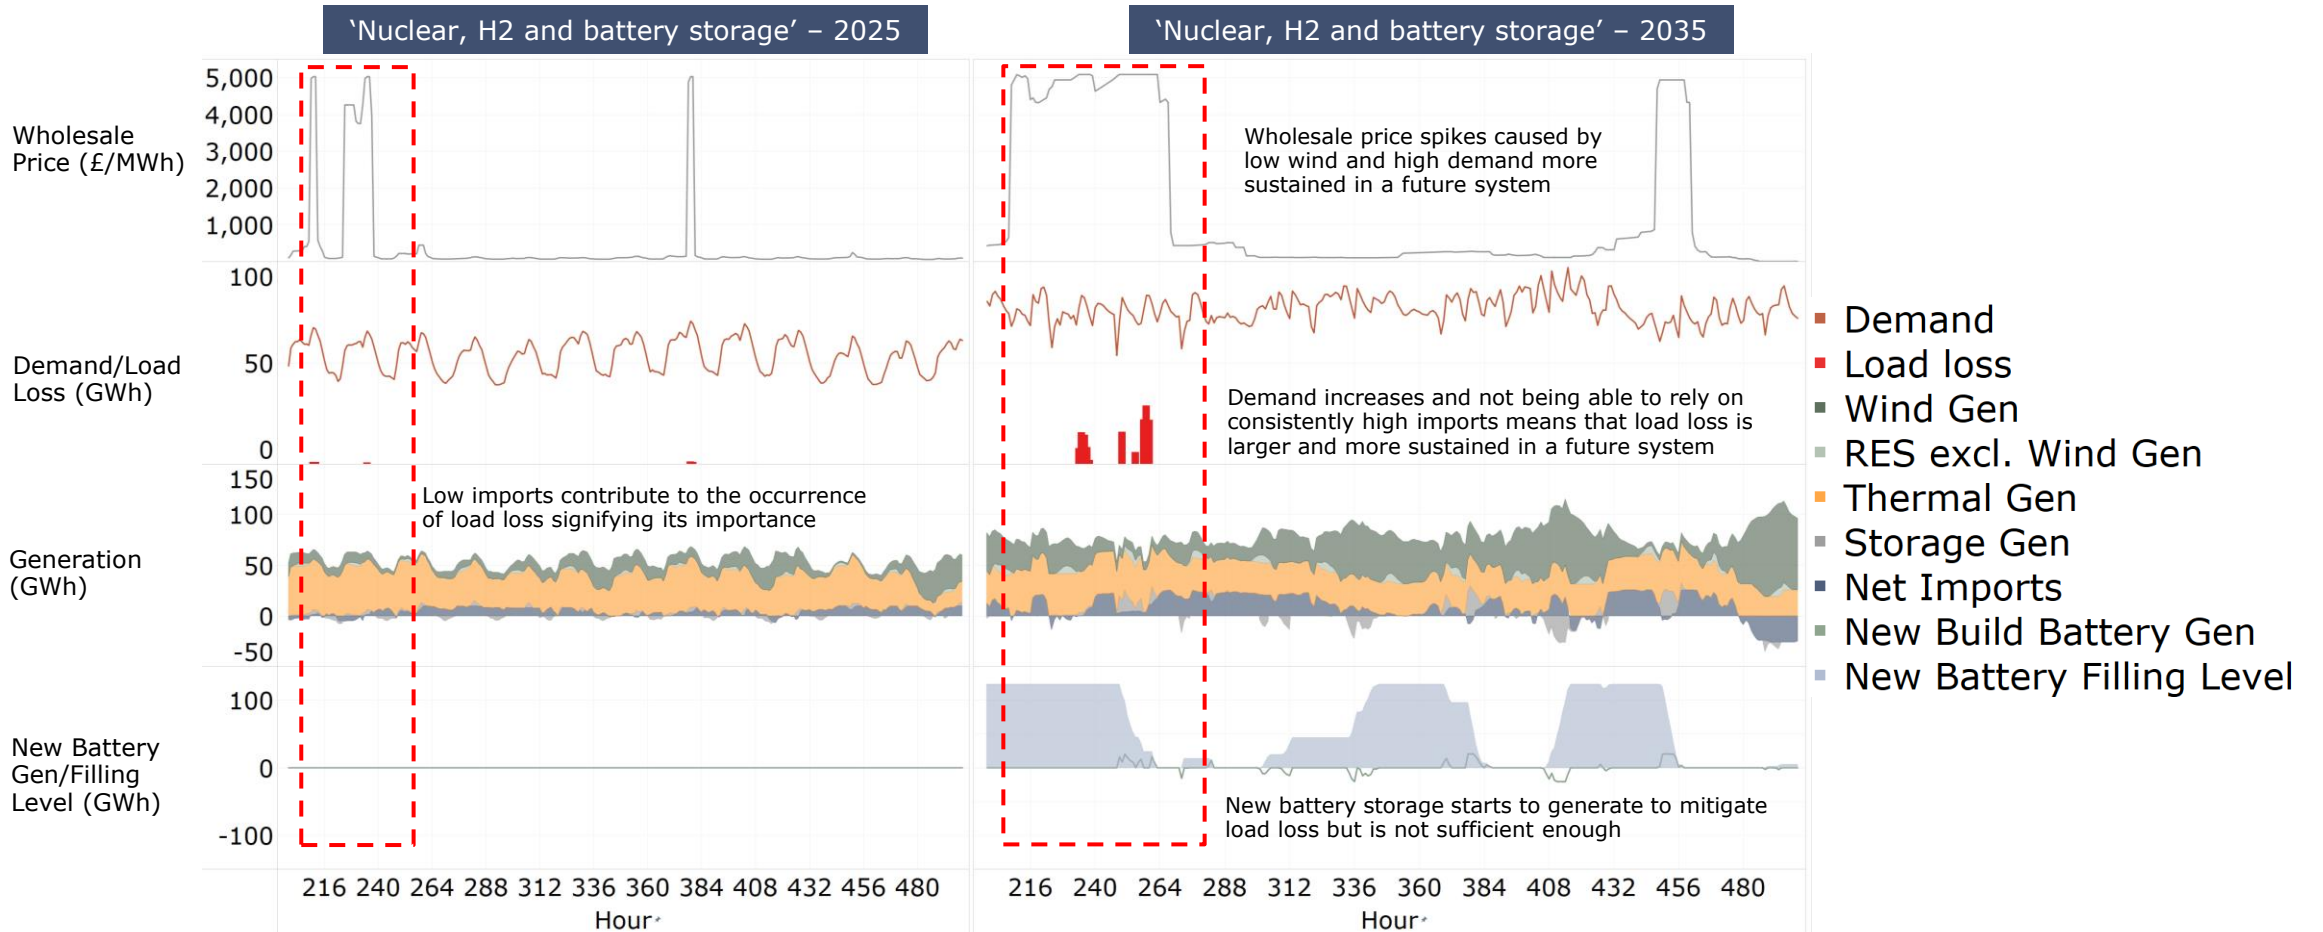 ‘Nuclear, H2 and battery storage’ – 2025
‘Nuclear, H2 and battery storage’ – 2035
Wholesale
Price (£/MWh)
5,000
4,000
3,000
2,000
1,000
Wholesale price spikes caused by
low wind and high demand more
sustained in a future system
Demand/Load
Loss (GWh)
100
50
0
Demand increases and not being able to rely on
consistently high imports means that load loss is
larger and more sustained in a future system
Generation
(GWh)
150
100
50
0
-50
Low imports contribute to the occurrence
of load loss signifying its importance
New Battery
Gen/Filling
Level (GWh)
100
0
-100
New battery storage starts to generate to mitigate
load loss but is not sufficient enough
216 240 264 288 312 336 360 384 408 432 456 480
Hour
216 240 264 288 312 336 360 384 408 432 456 480
Hour
Demand
Load loss
Wind Gen
RES excl. Wind Gen
Thermal Gen
Storage Gen
Net Imports
New Build Battery Gen
New Battery Filling Level